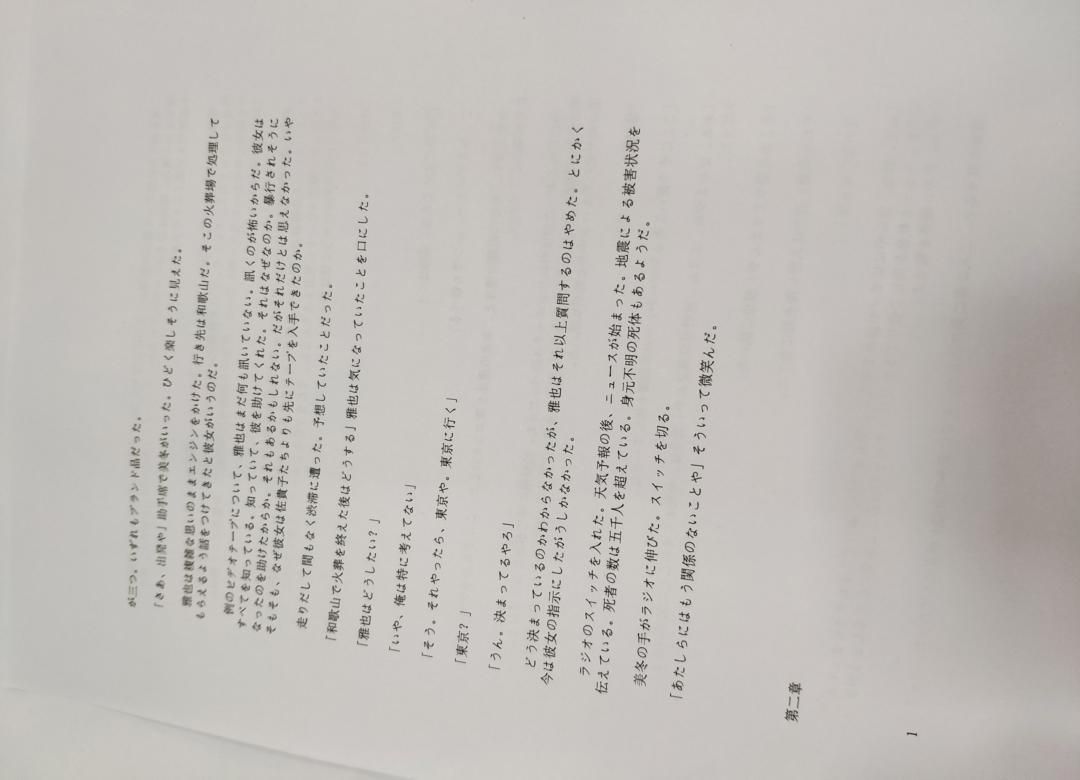 が三つ。いずれもブランド品だった。
「さあ、出発や」助手席で美冬がいった。ひどく楽しそうに見えた。
雅也は複雑な思いのままエンジンをかけた。行き先は和歌山だ。そこの火葬場で処理して
もらえるよう話をつけてきたと彼女がいうのだ。
例のビデオテープについて、雅也はまだ何も訊いていない。訊くのが怖いからだ。彼女は
すべてを知っている。知っていて、彼を助けてくれた。それはなぜなのか。暴行されそうに
なったのを助けたからか。それもあるかもしれない。だがそれだけとは思えなかった。いや
そもそも、なぜ彼女は佐貴子たちよりも先にテープを入手できたのか。
走りだして間もなく渋滞に遭った。予想していたことだった。
「和歌山で火葬を終えた後はどうする」雅也は気になっていたことを口にした。
「雅也はどうしたい?」
「いや、俺は特に考えてない」
「そう。それやったら、東京や。東京に行く」
「東京?」
「うん。決まってるやろ」
どう決まっているのかわからなかったが、雅也はそれ以上質問するのはやめた。とにかく
今は彼女の指示にしたがうしかなかった。
ラジオのスイッチを入れた。天気予報の後、ニュースが始まった。地震による被害状況を
伝えている。死者の数は五千人を超えている。身元不明の死体もあるようだ。
美冬の手がラジオに伸びた。スイッチを切る。
「あたしらにはもう関係のないことや」そういって微笑んだ。
第二章
1